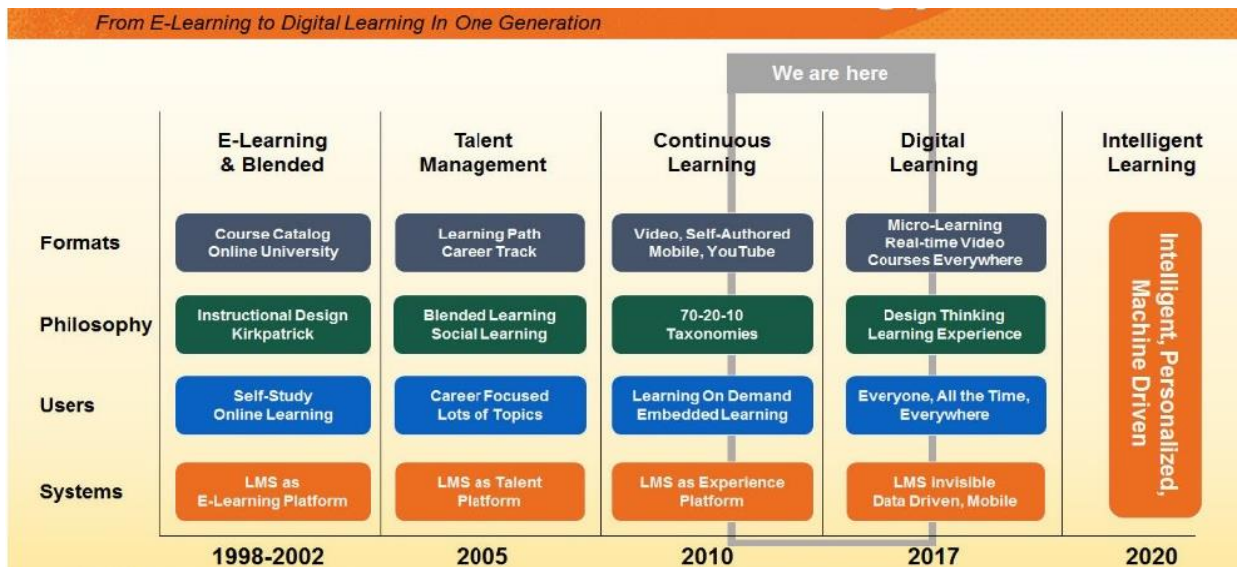 From E-Learning to Digital Learning In One Generation
We are here
E-Learning
& Blended
Talent
Management
Continuous
Learning
Digital
Learning
Intelligent
Learning
Formats
Course Catalog
Online University
Learning Path
Career Track
Video, Self-Authored
Mobile, YouTube
Micro-Learning
Real-time Video
Courses Everywhere
Philosophy
Instructional Design
Kirkpatrick
Blended Learning
Social Learning
70-20-10
Taxonomies
Design Thinking
Learning Experience
Users
Self-Study
Online Learning
Career Focused
Lots of Topics
Learning On Demand
Embedded Learning
Everyone, All the Time,
Everywhere
Systems
LMS as
E-Learning Platform
LMS as Talent
Platform
LMS as Experience
Platform
LMS Invisible
Data Driven, Mobile
Intelligent, Personalized,
Machine Driven
1998-2002
2005
2010
2017
2020